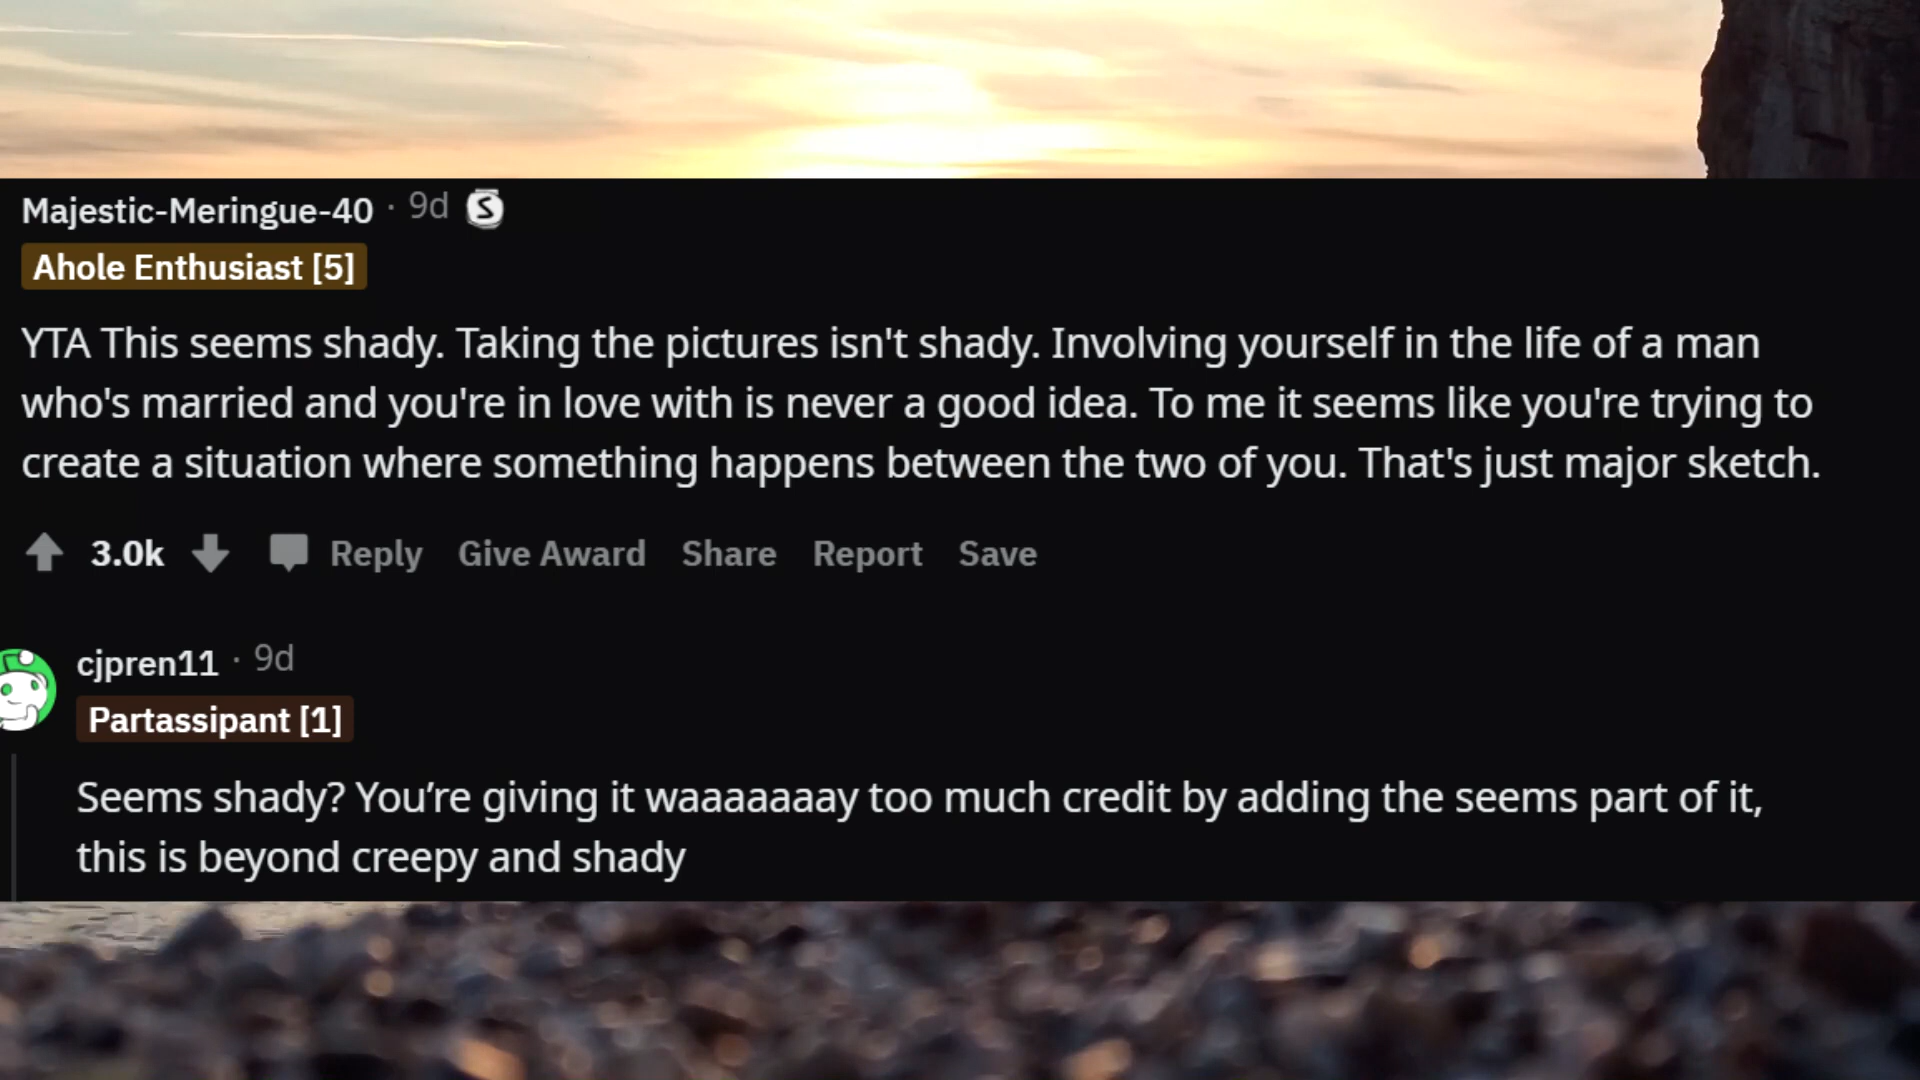 Majestic-Meringue-40 · 9d
Ahole Enthusiast [5]
YTA This seems shady. Taking the pictures isn't shady. Involving yourself in the life of a man
who's married and you're in love with is never a good idea. To me it seems like you're trying to
create a situation where something happens between the two of you. That's just major sketch.
3.0k Reply Give Award Share Report Save
cjpren11 · 9d
Partassipant [1]
Seems shady? You’re giving it waaaaaaay too much credit by adding the seems part of it,
this is beyond creepy and shady